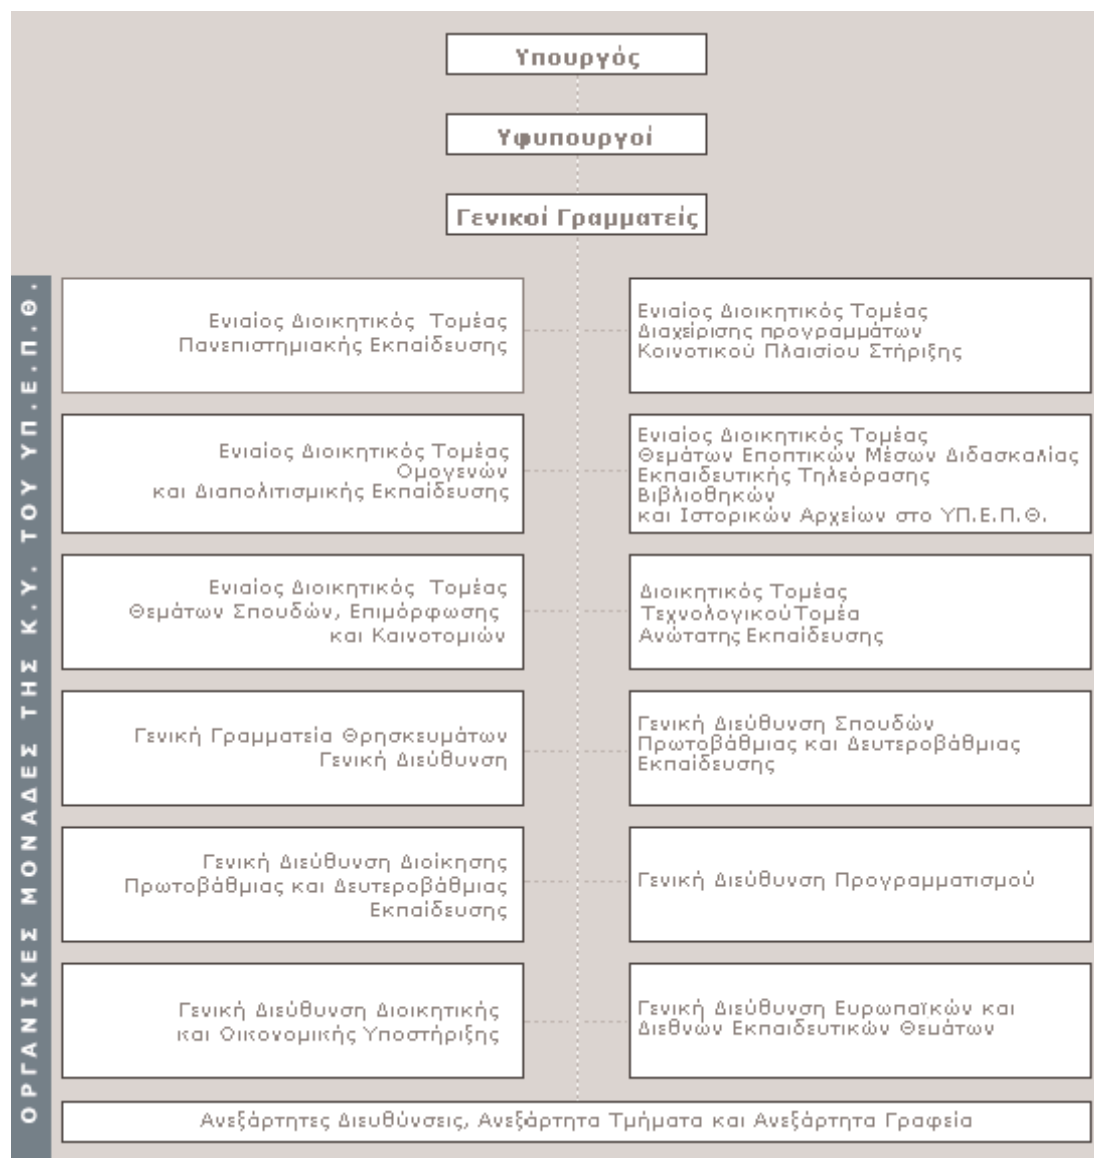 Υπουργός
Υφυπουργοί
Γενικοί Γραμματείς
ΟΡΓΑΝΙΚΕΣ ΜΟΝΑΔΕΣ ΤΗΣ Κ.Υ. ΤΟΥ ΥΠ.Ε.Π.Θ.
Ενιαίος Διοικητικός Τομέας
Πανεπιστημιακής Εκπαίδευσης
Ενιαίος Διοικητικός Τομέας
Διαχείρισης προγραμμάτων
Κοινοτικού Πλαισίου Στήριξης
Ενιαίος Διοικητικός Τομέας
Ομογενών
και Διαπολιτισμικής Εκπαίδευσης
Ενιαίος Διοικητικός Τομέας
Θεμάτων Εποπτικών Μέσων Διδασκαλίας
Εκπαιδευτικής Τηλεόρασης
Βιβλιοθηκών
και Ιστορικών Αρχείων στο ΥΠ.Ε.Π.Θ.
Ενιαίος Διοικητικός Τομέας
Θεμάτων Σπουδών, Επιμόρφωσης
και Καινοτομιών
Διοικητικός Τομέας
Τεχνολογικού Τομέα
Ανώτατης Εκπαίδευσης
Γενική Γραμματεία Θρησκευμάτων
Γενική Διεύθυνση
Γενική Διεύθυνση Σπουδών
Πρωτοβάθμιας και Δευτεροβάθμιας
Εκπαίδευσης
Γενική Διεύθυνση Διοίκησης
Πρωτοβάθμιας και Δευτεροβάθμιας
Εκπαίδευσης
Γενική Διεύθυνση Προγραμματισμού
Γενική Διεύθυνση Διοικητικής
και Οικονομικής Υποστήριξης
Γενική Διεύθυνση Ευρωπαϊκών και
Διεθνών Εκπαιδευτικών Θεμάτων
Ανεξάρτητες Διευθύνσεις, Ανεξάρτητα Τμήματα και Ανεξάρτητα Γραφεία